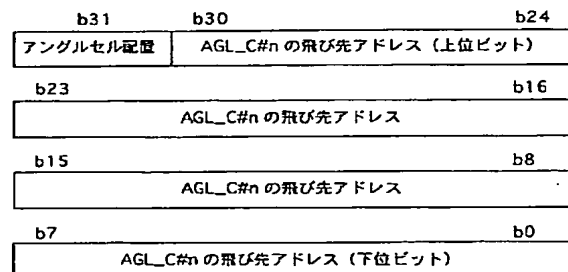 b31 b30 b24
アングルセル配置 AGL_C#n の飛び先アドレス（上位ビット）
b23 b16
AGL_C#n の飛び先アドレス
b15 b8
AGL_C#n の飛び先アドレス
b7 b0
AGL_C#n の飛び先アドレス（下位ビット）